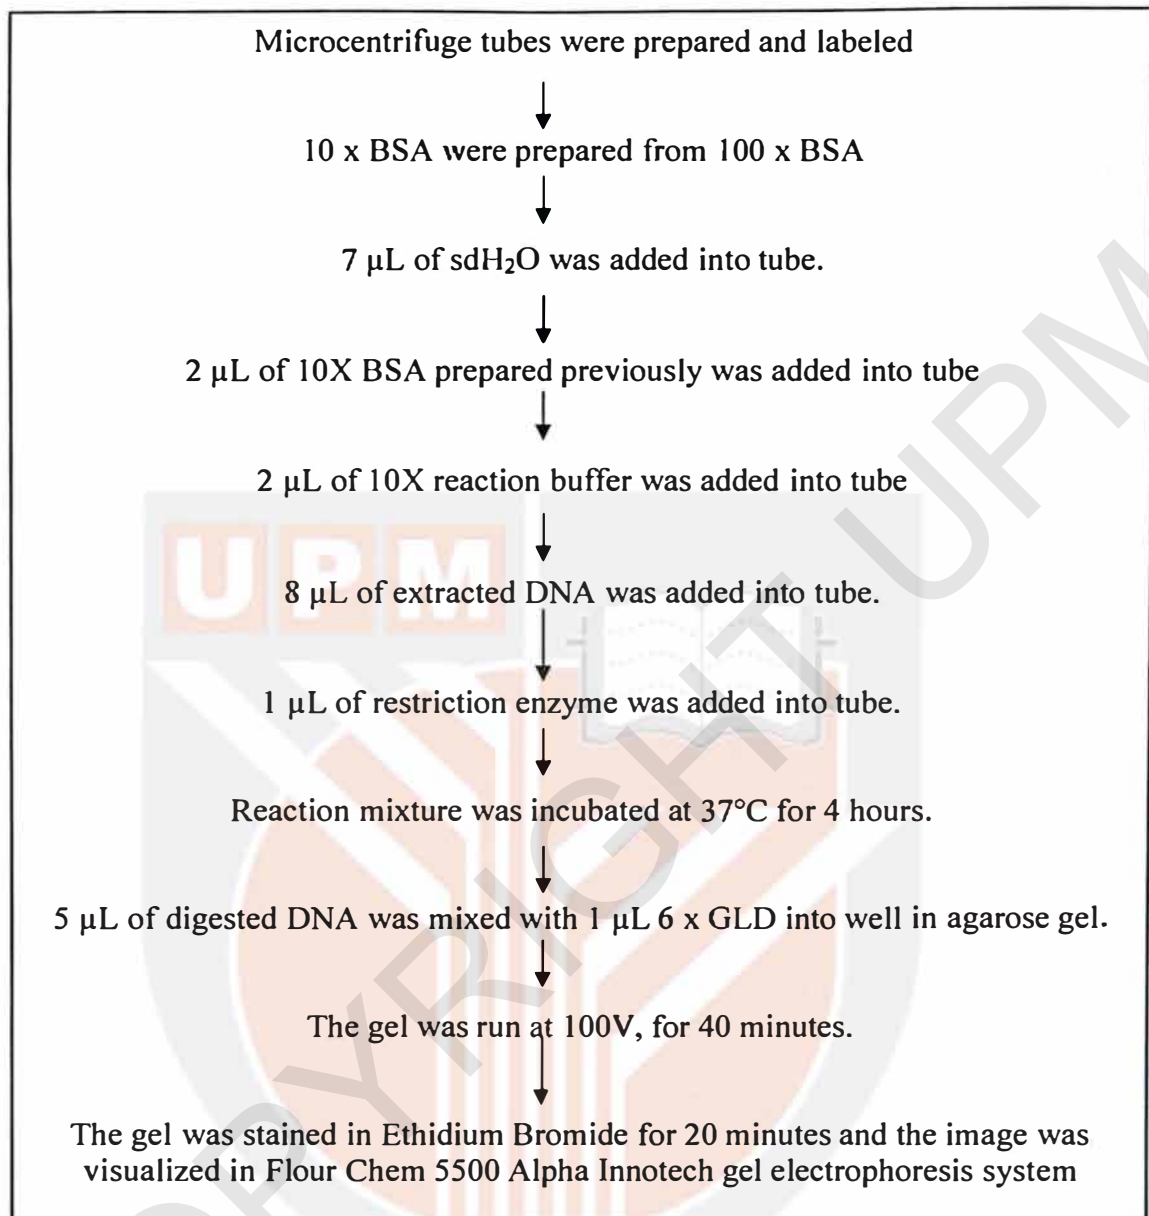 Microcentrifuge tubes were prepared and labeled
10 x BSA were prepared from 100 x BSA
7 µL of sdH₂O was added into tube.
2 µL of 10X BSA prepared previously was added into tube
2 µL of 10X reaction buffer was added into tube
UPM
8 µL of extracted DNA was added into tube.
1 µL of restriction enzyme was added into tube.
Reaction mixture was incubated at 37°C for 4 hours.
5 µL of digested DNA was mixed with 1 µL 6 x GLD into well in agarose gel.
The gel was run at 100V, for 40 minutes.
The gel was stained in Ethidium Bromide for 20 minutes and the image was
visualized in Flour Chem 5500 Alpha Innotech gel electrophoresis system
OPYRIGHT UPM